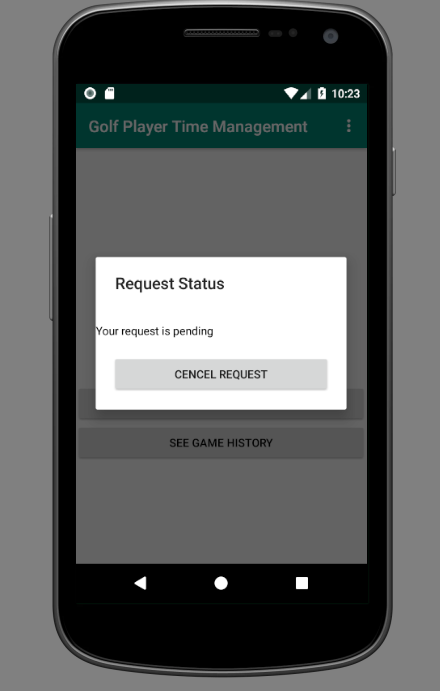 10:23
Golf Player Time Management
Request Status
Your request is pending
CENCEL REQUEST
SEE GAME HISTORY